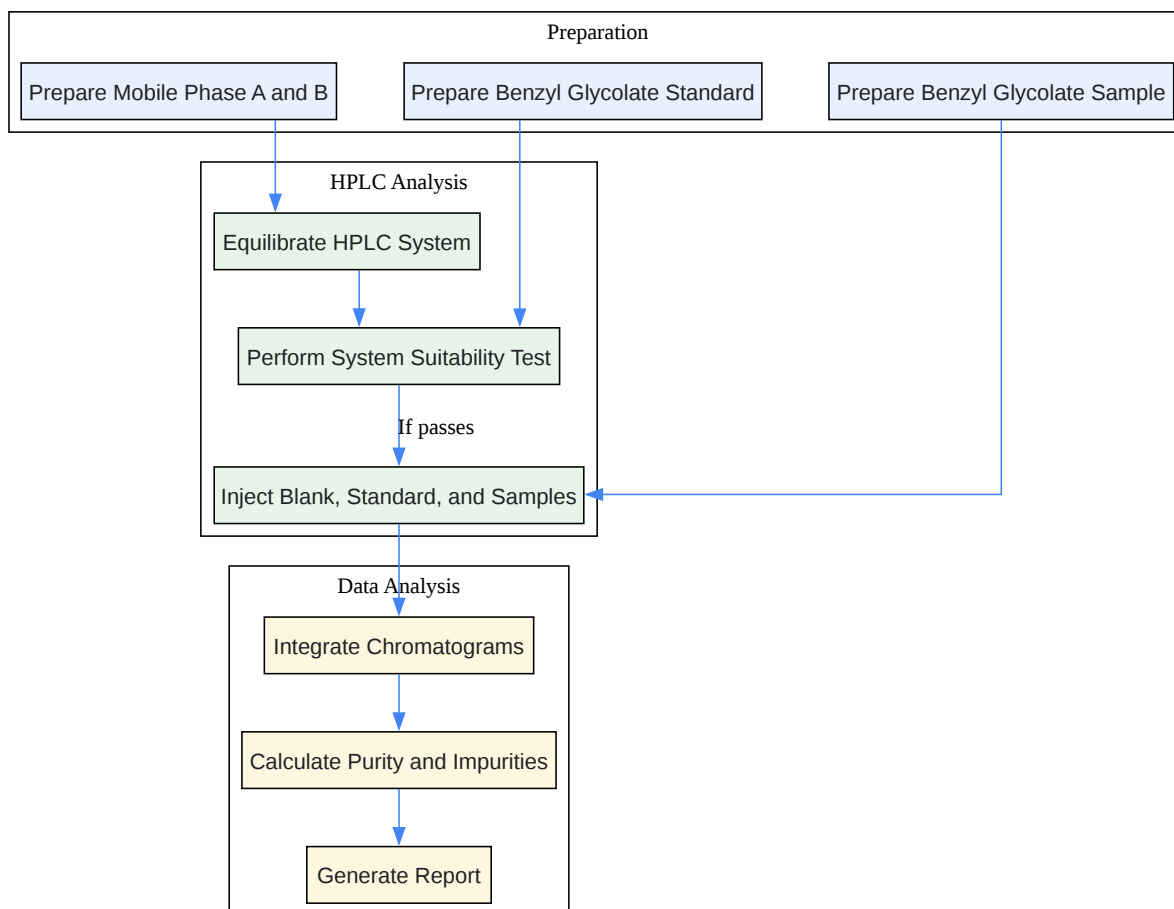 Preparation
Prepare Mobile Phase A and B
Prepare Benzyl Glycolate Standard
Prepare Benzyl Glycolate Sample
HPLC Analysis
Equilibrate HPLC System
Perform System Suitability Test
If passes
Inject Blank, Standard, and Samples
Data Analysis
Integrate Chromatograms
Calculate Purity and Impurities
Generate Report